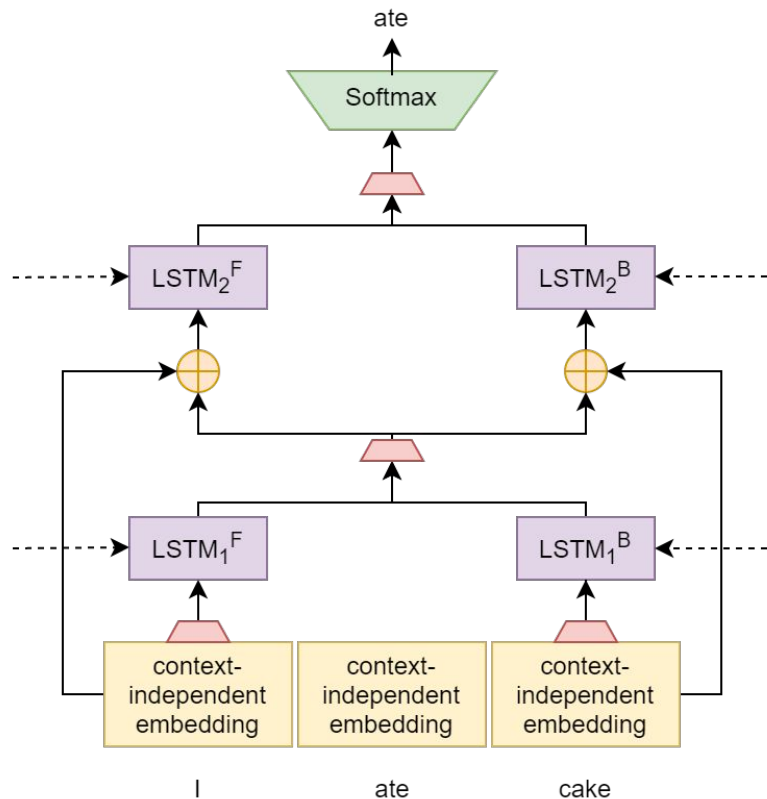 ate
Softmax
LSTM₂ᶠ LSTM₂ᴮ
LSTM₁ᶠ LSTM₁ᴮ
context- context- context-
independent independent independent
embedding embedding embedding
I ate cake